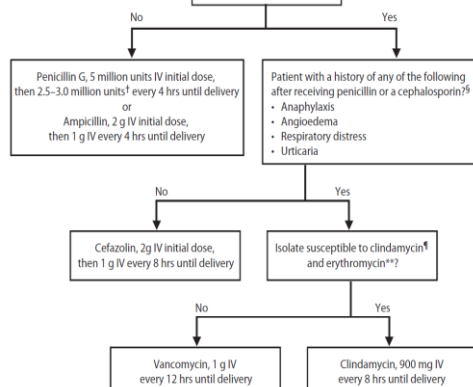 No
Yes
Penicillin G, 5 million units IV initial dose,
then 2.5–3.0 million units† every 4 hrs until delivery
or
Ampicillin, 2 g IV initial dose,
then 1 g IV every 4 hrs until delivery
Patient with a history of any of the following
after receiving penicillin or a cephalosporin?§
• Anaphylaxis
• Angioedema
• Respiratory distress
• Urticaria
No
Yes
Cefazolin, 2g IV initial dose,
then 1 g IV every 8 hrs until delivery
Isolate susceptible to clindamycin¶
and erythromycin**?
No
Yes
Vancomycin, 1 g IV
every 12 hrs until delivery
Clindamycin, 900 mg IV
every 8 hrs until delivery